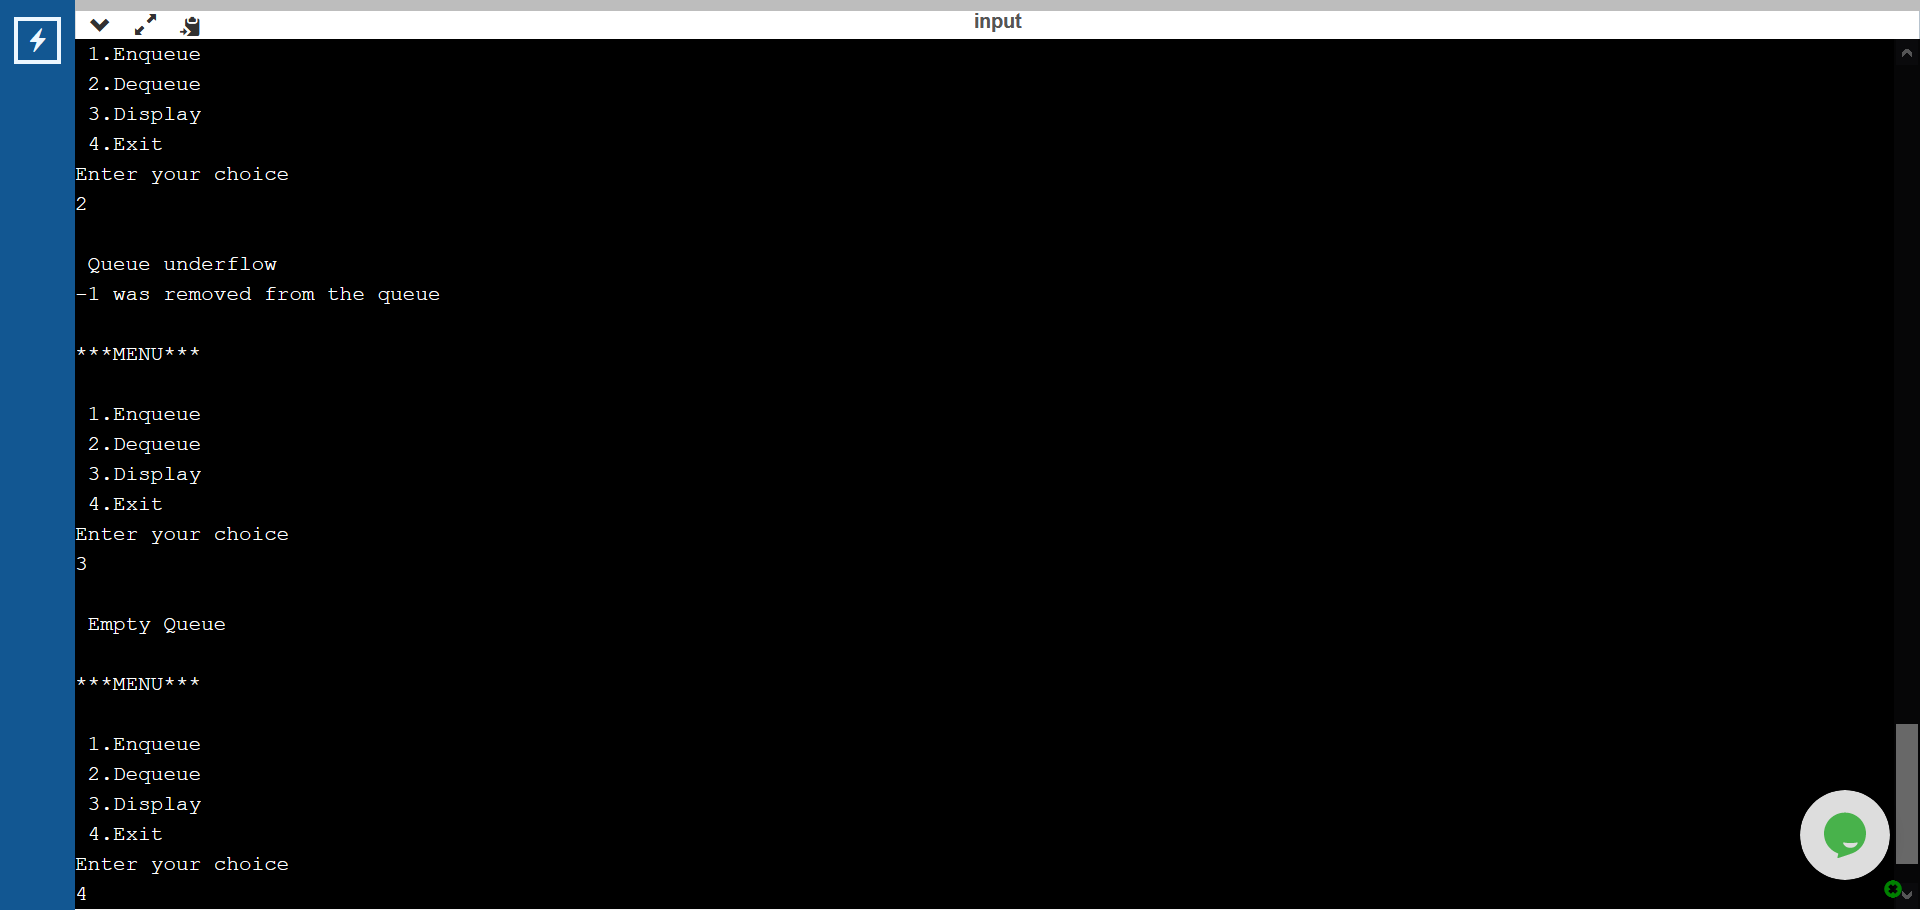 input
1.Enqueue
2.Dequeue
3.Display
4.Exit
Enter your choice
2
Queue underflow
-1 was removed from the queue
***MENU***
1.Enqueue
2.Dequeue
3.Display
4.Exit
Enter your choice
3
Empty Queue
***MENU***
1.Enqueue
2.Dequeue
3.Display
4.Exit
Enter your choice
4